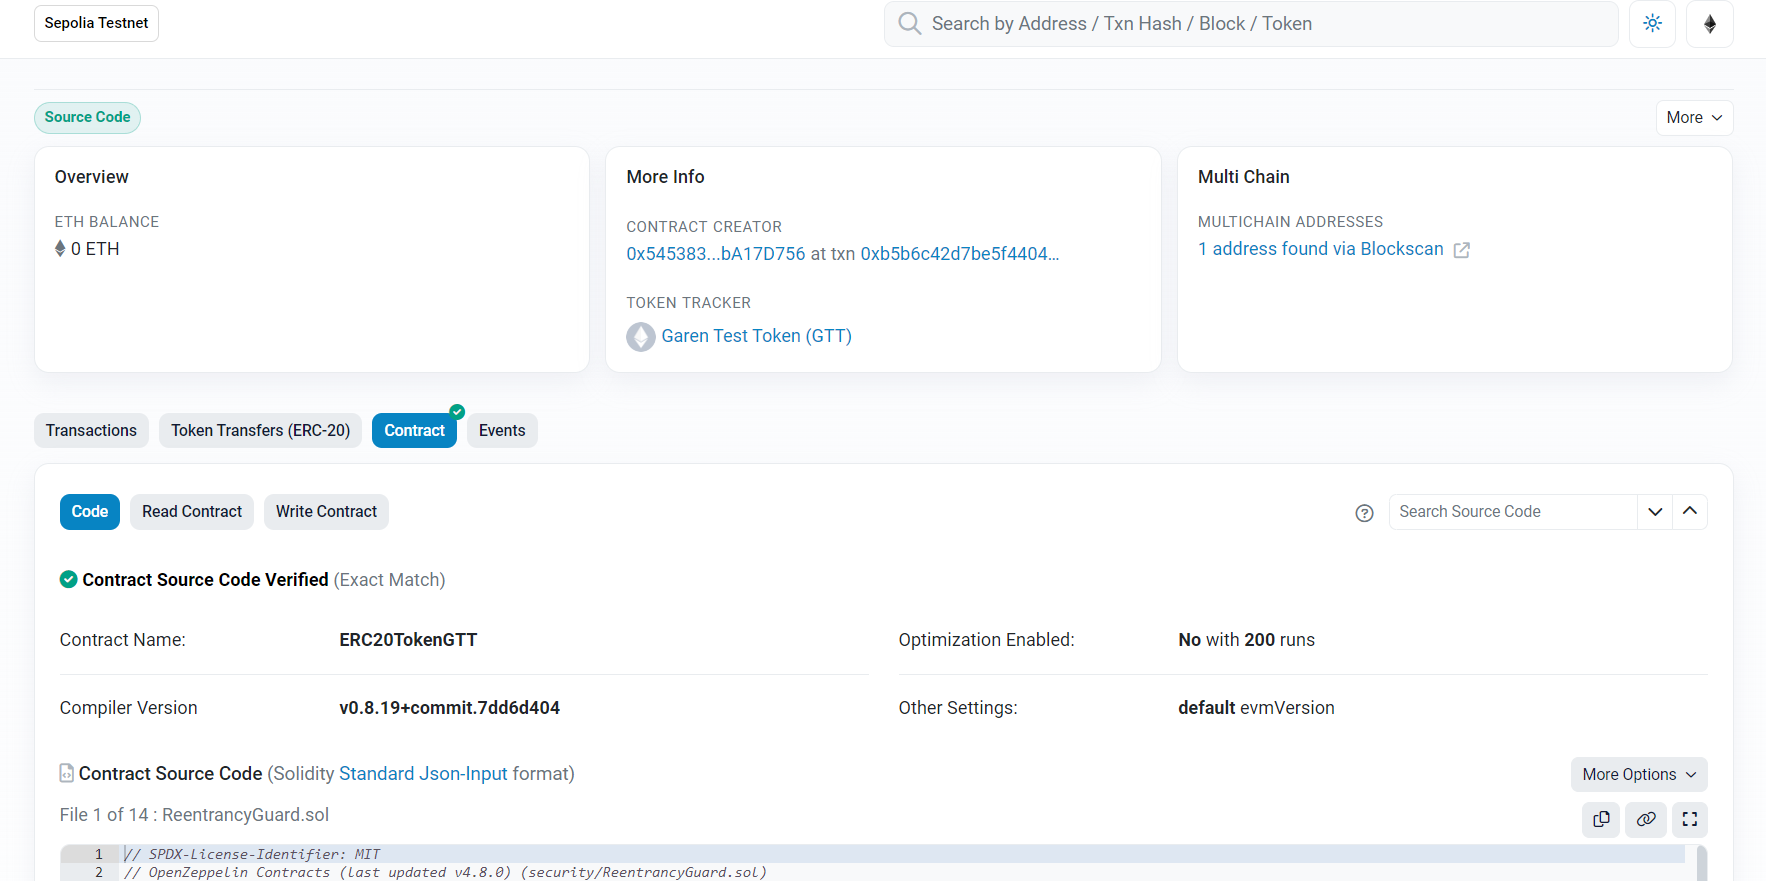 Sepolia Testnet
Search by Address / Txn Hash / Block / Token
Source Code
More
Overview
ETH BALANCE
0 ETH
More Info
CONTRACT CREATOR
0x545383...bA17D756 at txn 0xb5b6c42d7be5f4404...
TOKEN TRACKER
Garen Test Token (GTT)
Multi Chain
MULTICHAIN ADDRESSES
1 address found via Blockscan
Transactions
Token Transfers (ERC-20)
Contract
Events
Code
Read Contract
Write Contract
Search Source Code
Contract Source Code Verified (Exact Match)
Contract Name: ERC20TokenGTT
Optimization Enabled: No with 200 runs
Compiler Version v0.8.19+commit.7dd6d404
Other Settings: default evmVersion
Contract Source Code (Solidity Standard Json-Input format)
More Options
File 1 of 14 : ReentrancyGuard.sol
1 // SPDX-License-Identifier: MIT
2 // OpenZeppelin Contracts (last updated v4.8.0) (security/ReentrancyGuard.sol)